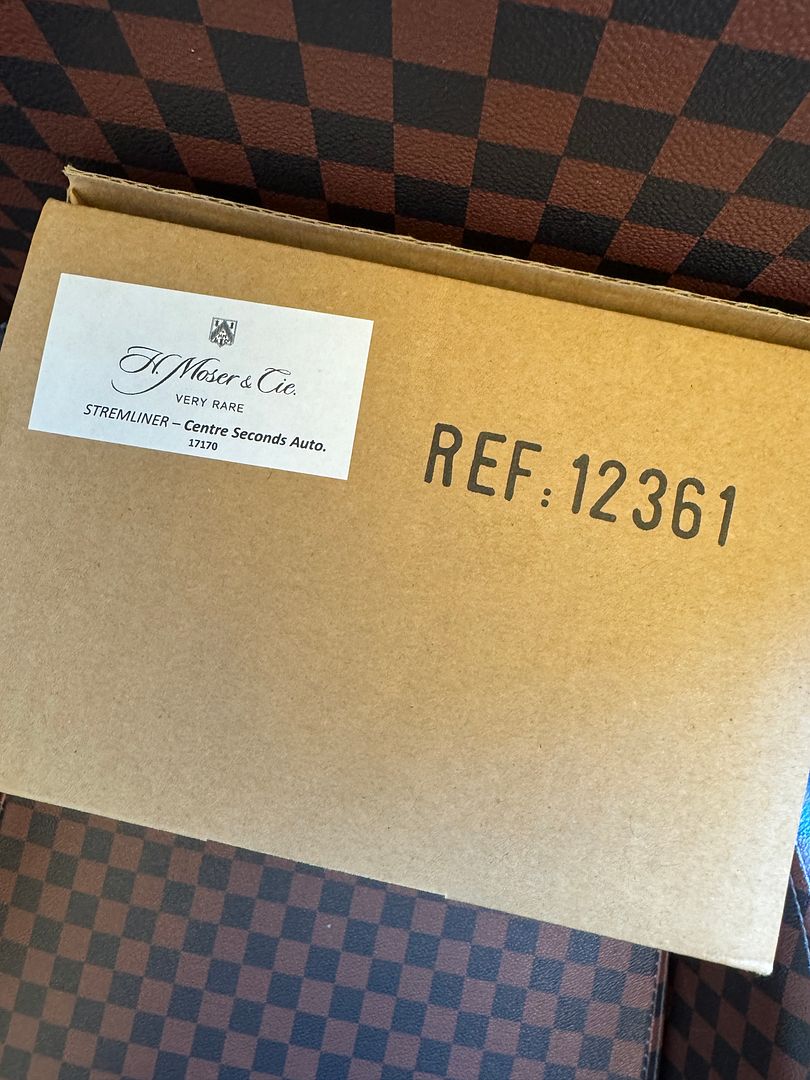 H. Moser & Cie.
VERY RARE
STREMLINER – Centre Seconds Auto.
17170
REF: 12361